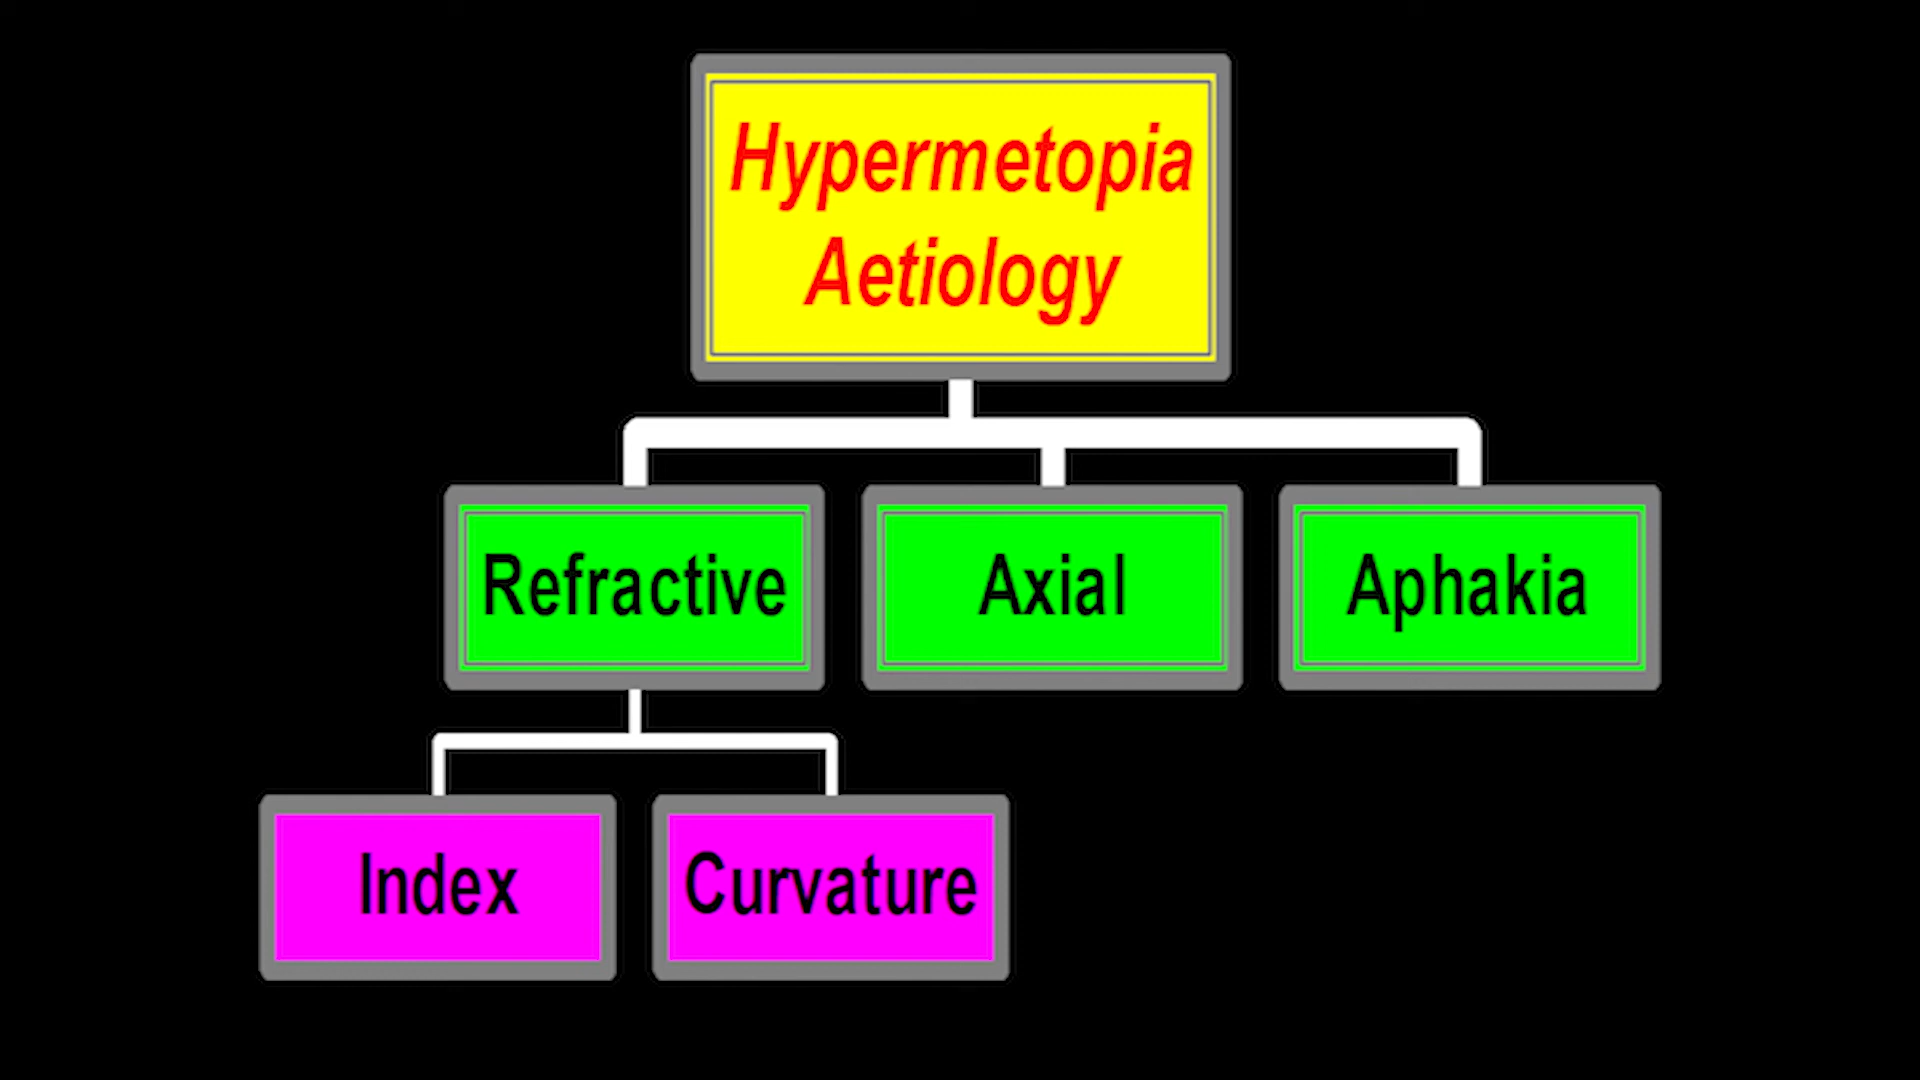 Hypermetopia
Aetiology
Refractive
Axial
Aphakia
Index
Curvature